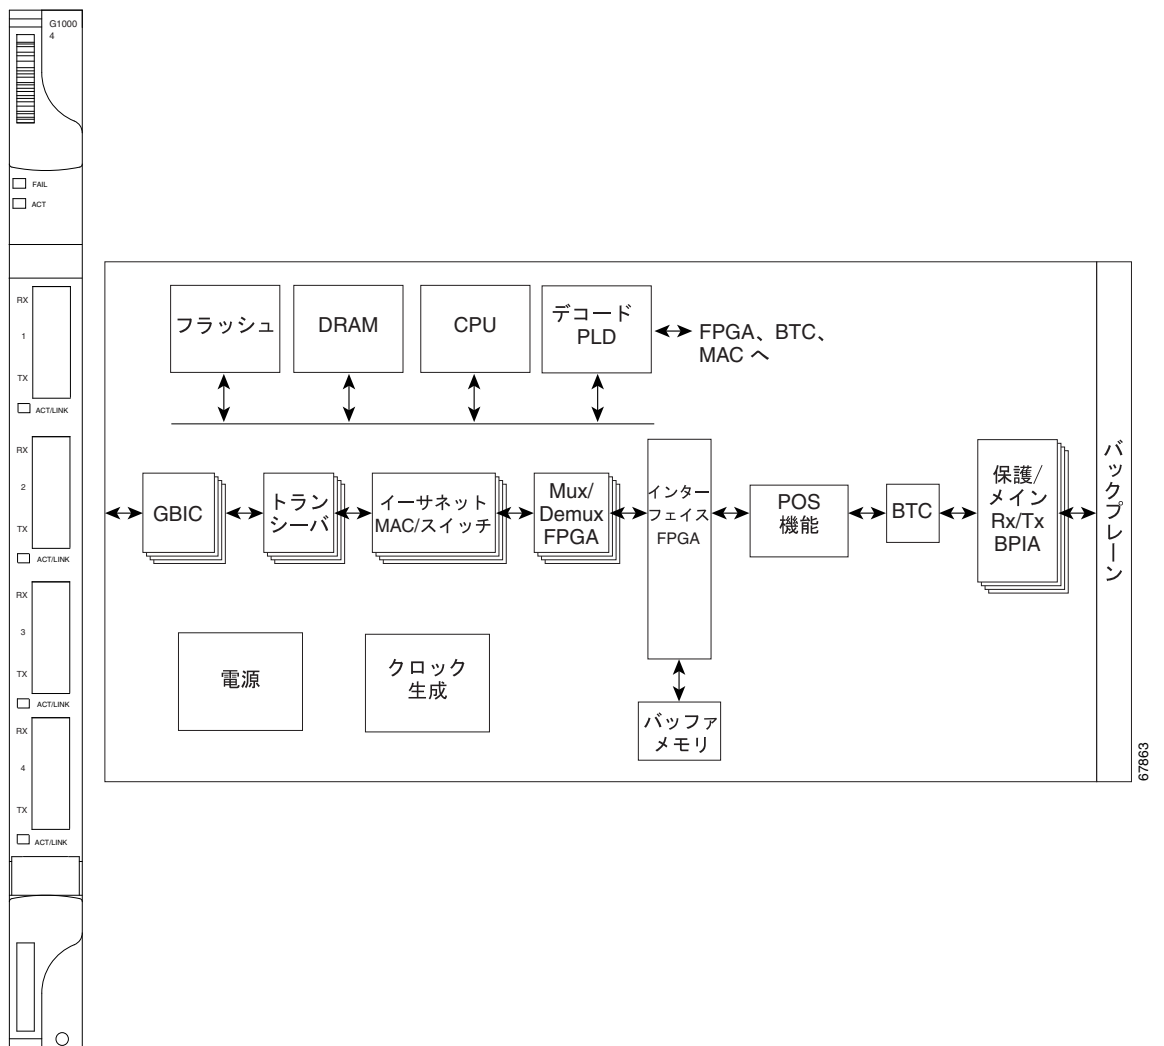 G1000
4
FAIL
ACT
RX
1
TX
ACT/LINK
RX
2
TX
ACT/LINK
RX
3
TX
ACT/LINK
RX
4
TX
ACT/LINK
フラッシュ
DRAM
CPU
デコード
PLD
FPGA、BTC、
MAC へ
GBIC
トラン
シーバ
イーサネット
MAC/スイッチ
Mux/
Demux
FPGA
インター
フェイス
FPGA
POS
機能
BTC
保護/
メイン
Rx/Tx
BPIA
バックプレーン
電源
クロック
生成
バッファ
メモリ
67863